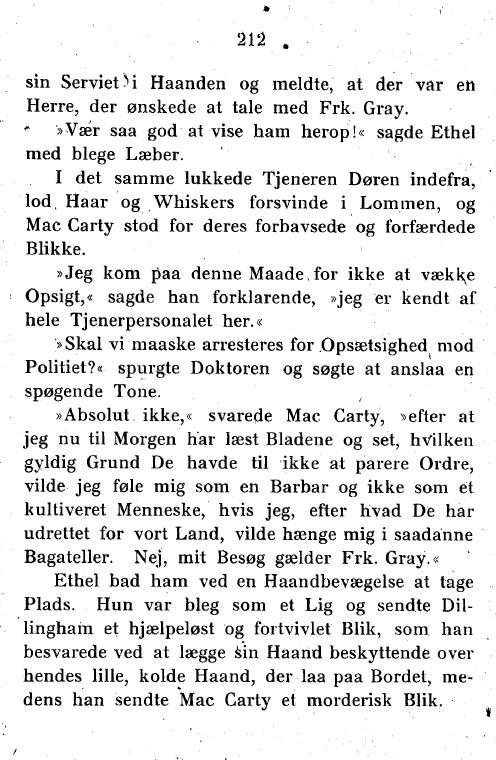 212
sin Serviet i Haanden og meldte, at der var en
Herre, der ønskede at tale med Frk. Gray.
»Vær saa god at vise ham herop!« sagde Ethel
med blege Læber.
I det samme lukkede Tjeneren Døren indefra,
lod Haar og Whiskers forsvinde i Lommen, og
Mac Carty stod for deres forbavsede og forfærdede
Blikke.
»Jeg kom paa denne Maade for ikke at vække
Opsigt,« sagde han forklarende, »jeg er kendt af
hele Tjenerpersonalet her.«
»Skal vi maaske arresteres for Opsætsighed mod
Politiet?« spurgte Doktoren og søgte at anslaa en
spøgende Tone.
»Absolut ikke,« svarede Mac Carty, »efter at
jeg nu til Morgen har læst Bladene og set, hvilken
gyldig Grund De havde til ikke at parere Ordre,
vilde jeg føle mig som en Barbar og ikke som et
kultiveret Menneske, hvis jeg, efter hvad De har
udrettet for vort Land, vilde hænge mig i saadanne
Bagateller. Nej, mit Besøg gælder Frk. Gray.«
Ethel bad ham ved en Haandbevægelse at tage
Plads. Hun var bleg som et Lig og sendte Dil-
lingham et hjælpeløst og fortvivlet Blik, som han
besvarede ved at lægge sin Haand beskyttende over
hendes lille, kolde Haand, der laa paa Bordet, me-
dens han sendte Mac Carty et morderisk Blik.